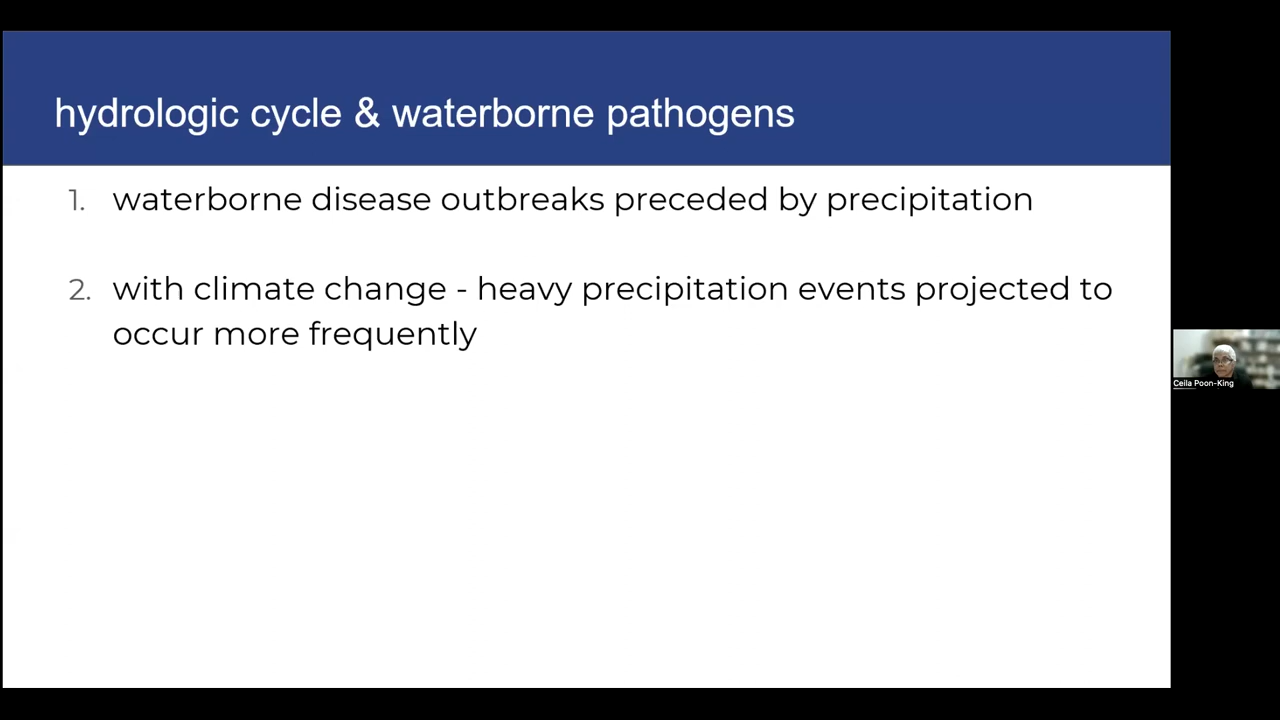 hydrologic cycle & waterborne pathogens
1. waterborne disease outbreaks preceded by precipitation
2. with climate change - heavy precipitation events projected to
occur more frequently
Ceila Poon-King